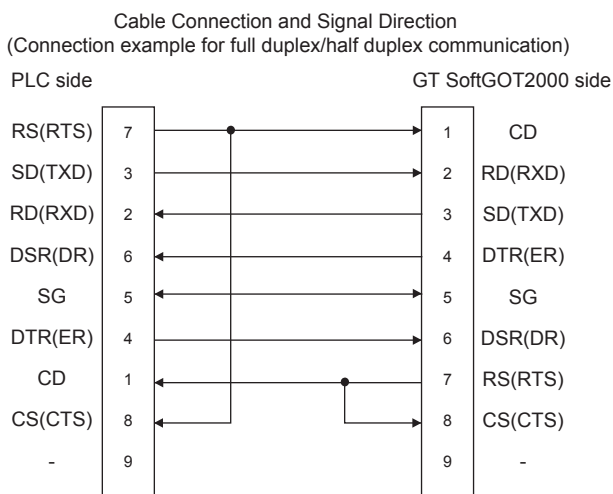 Cable Connection and Signal Direction
(Connection example for full duplex/half duplex communication)
PLC side GT SoftGOT2000 side
RS(RTS) 7 1 CD
SD(TXD) 3 2 RD(RXD)
RD(RXD) 2 3 SD(TXD)
DSR(DR) 6 4 DTR(ER)
SG 5 5 SG
DTR(ER) 4 6 DSR(DR)
CD 1 7 RS(RTS)
CS(CTS) 8 8 CS(CTS)
- 9 9 -